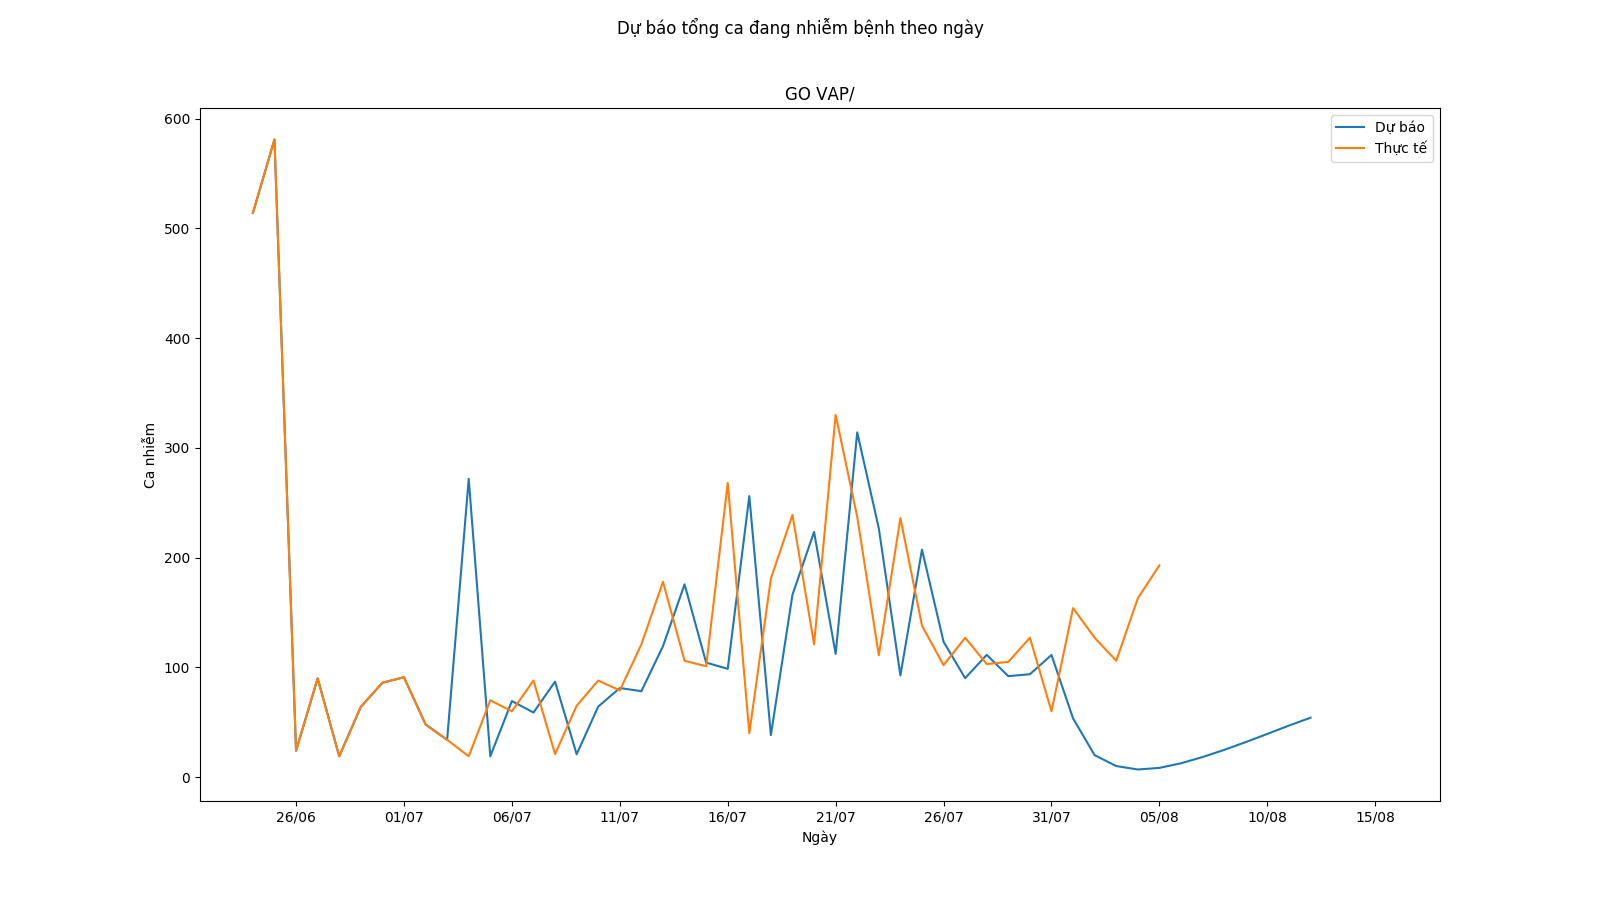 Dự báo tổng ca đang nhiễm bệnh theo ngày
GO VAP/
Dự báo
Thực tế
Ca nhiễm
600
500
400
300
200
100
0
26/06 01/07 06/07 11/07 16/07 21/07 26/07 31/07 05/08 10/08 15/08
Ngày